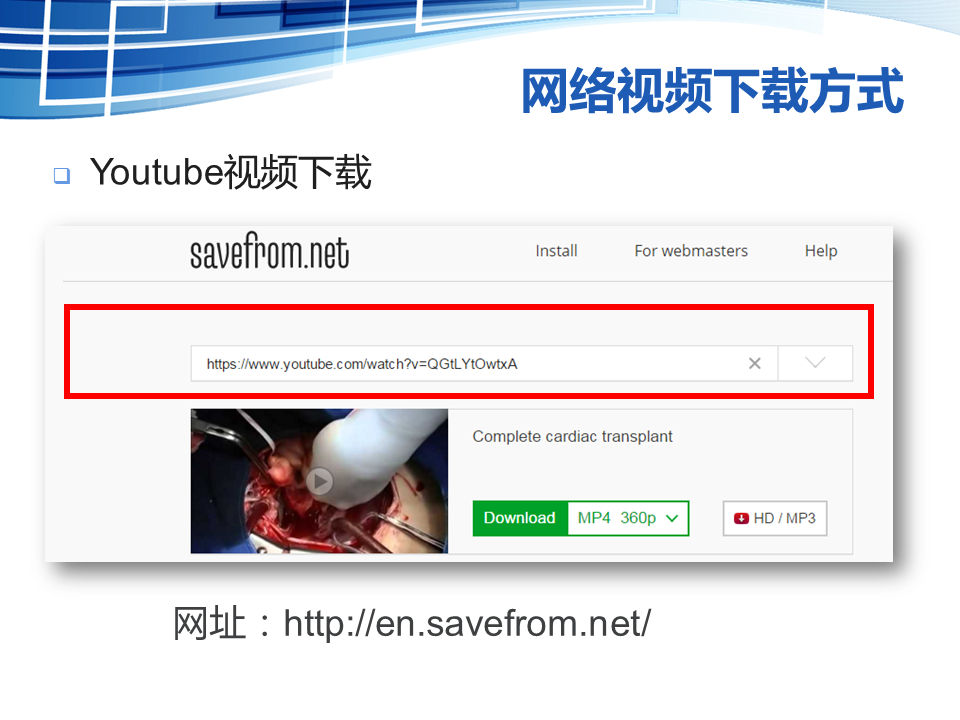 网络视频下载方式
Youtube视频下载
savefrom.net Install For webmasters Help
https://www.youtube.com/watch?v=QGtLYtOwtxA
Complete cardiac transplant
Download MP4 360p HD / MP3
网址：http://en.savefrom.net/